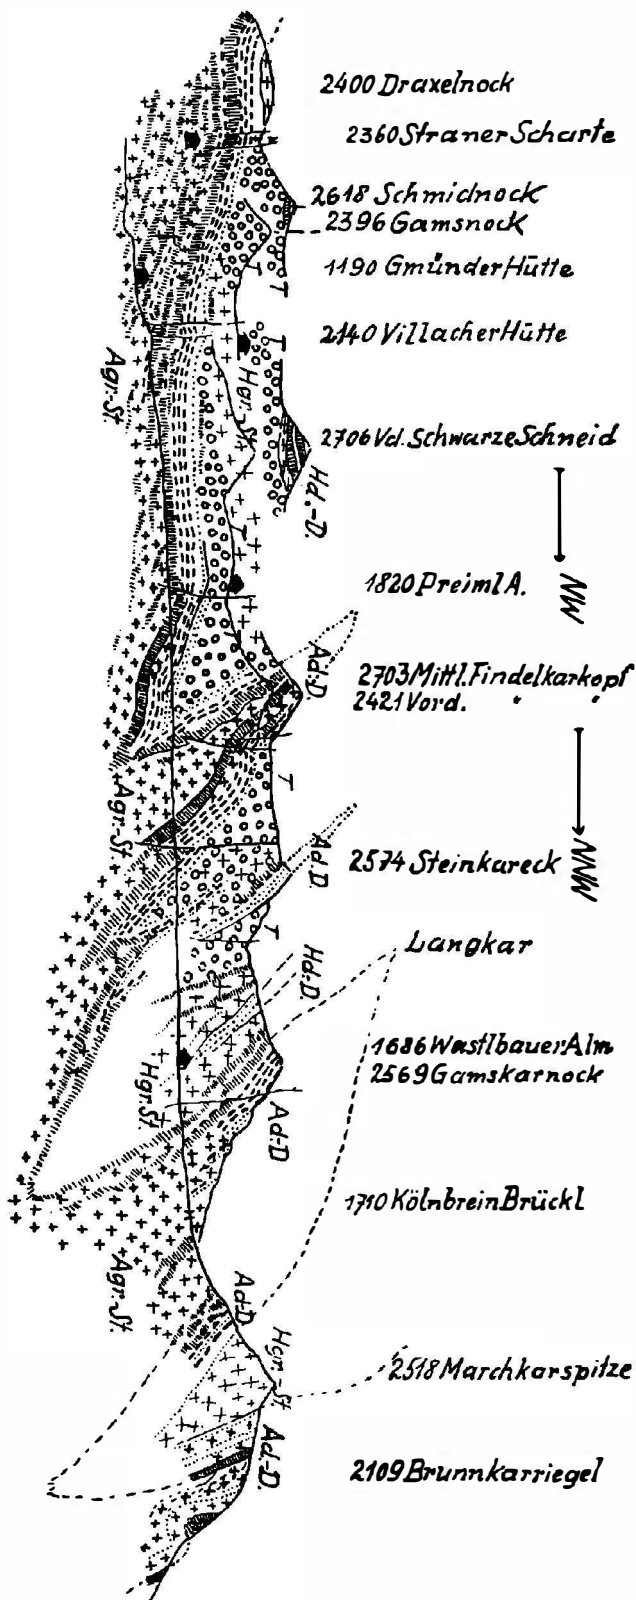 2400 Draxelnock
2360 Straner Scharte
2618 Schmidnock
2396 Gamsnock
1190 Gmünder Hütte
T
T
2140 Villacher Hütte
T
Agr.-St.
Hgr.-St.
2706 Vd. Schwarze Schneid
Hd.-D.
NW
T
1820 Preiml A.
T
Ad-D.
2703 Mittl. Findelkarkopf
2421 Vord. " "
T
Agr.-St.
NNW
Ad-D.
2574 Steinkareck
T
Langkar
Hd-D.
1686 Wastlbauer Alm
2569 Gamskarnock
Hgr.St.
Ad-D
1710 Kölnbrein Brückl
Agr.-St.
Ad-D
Hgr.-St.
2518 Marchkarspitze
Ad-D.
2109 Brunnkarriegel